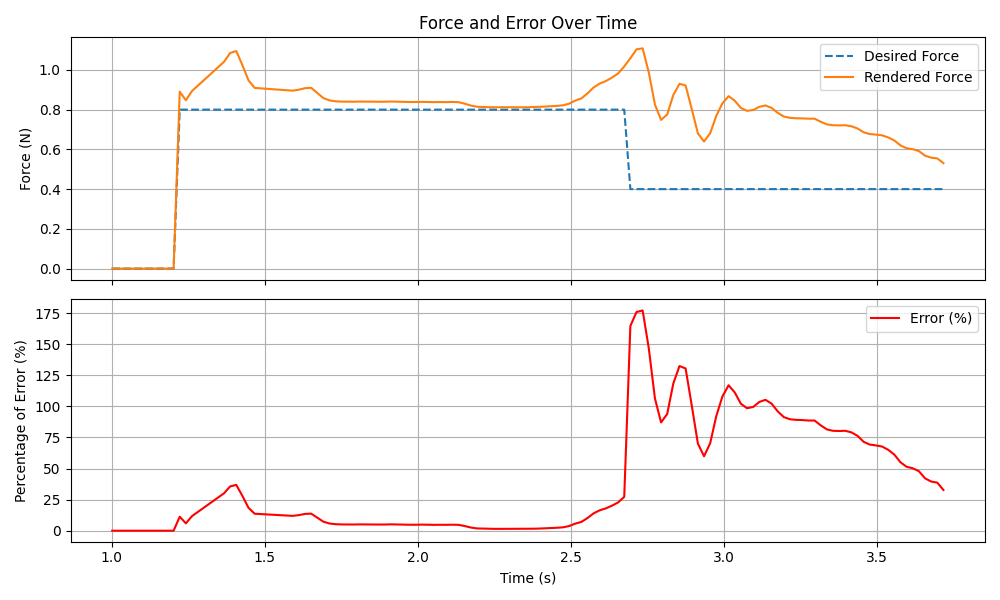 Force and Error Over Time
Desired Force
Rendered Force
Force (N)
1.0
0.8
0.6
0.4
0.2
0.0
Error (%)
Percentage of Error (%)
175
150
125
100
75
50
25
0
1.0 1.5 2.0 2.5 3.0 3.5
Time (s)